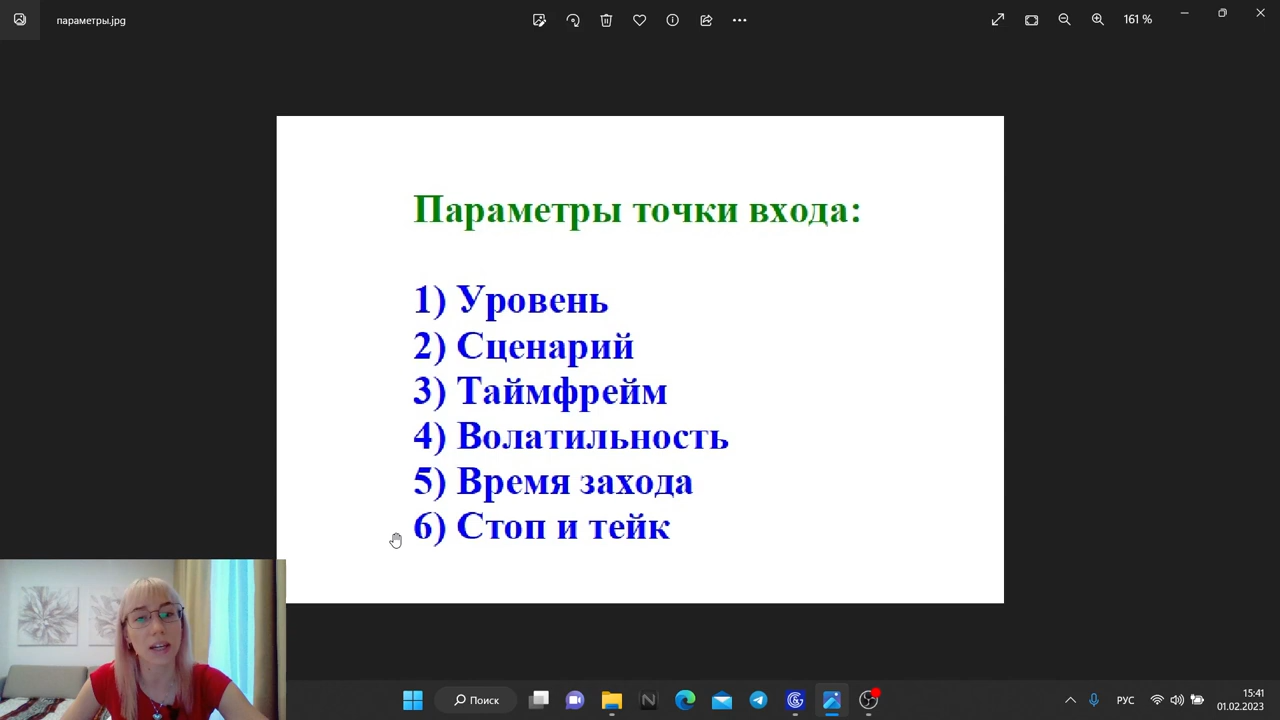 параметры.jpg
161 %
Параметры точки входа:
1) Уровень
2) Сценарий
3) Таймфрейм
4) Волатильность
5) Время захода
6) Стоп и тейк
Поиск
РУС
15:41
01.02.2023